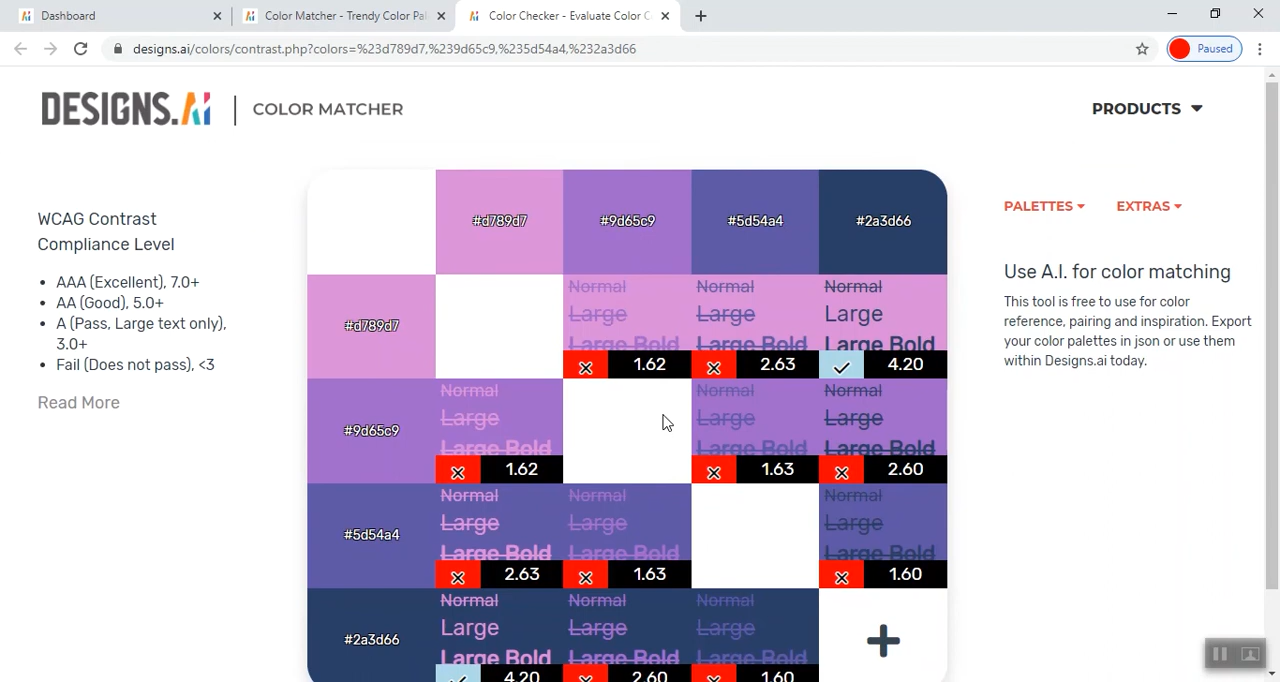 Dashboard
Color Matcher - Trendy Color Pal
Color Checker - Evaluate Color C
designs.ai/colors/contrast.php?colors=%23d789d7,%239d65c9,%235d54a4,%232a3d66
Paused
DESIGNS.AI
COLOR MATCHER
PRODUCTS
WCAG Contrast
Compliance Level
AAA (Excellent), 7.0+
AA (Good), 5.0+
A (Pass, Large text only),
3.0+
Fail (Does not pass), <3
Read More
#d789d7 #9d65c9 #5d54a4 #2a3d66
#d789d7
Normal Normal Normal
Large Large Large
Large Bold Large Bold Large Bold
1.62 2.63 4.20
#9d65c9
Normal Normal Normal
Large Large Large
Large Bold Large Bold Large Bold
1.62 1.63 2.60
#5d54a4
Normal Normal Normal
Large Large Large
Large Bold Large Bold Large Bold
2.63 1.63 1.60
#2a3d66
Normal Normal Normal
Large Large Large
Large Bold Large Bold Large Bold
4.20 2.60 1.60
PALETTES EXTRAS
Use A.I. for color matching
This tool is free to use for color
reference, pairing and inspiration. Export
your color palettes in json or use them
within Designs.ai today.